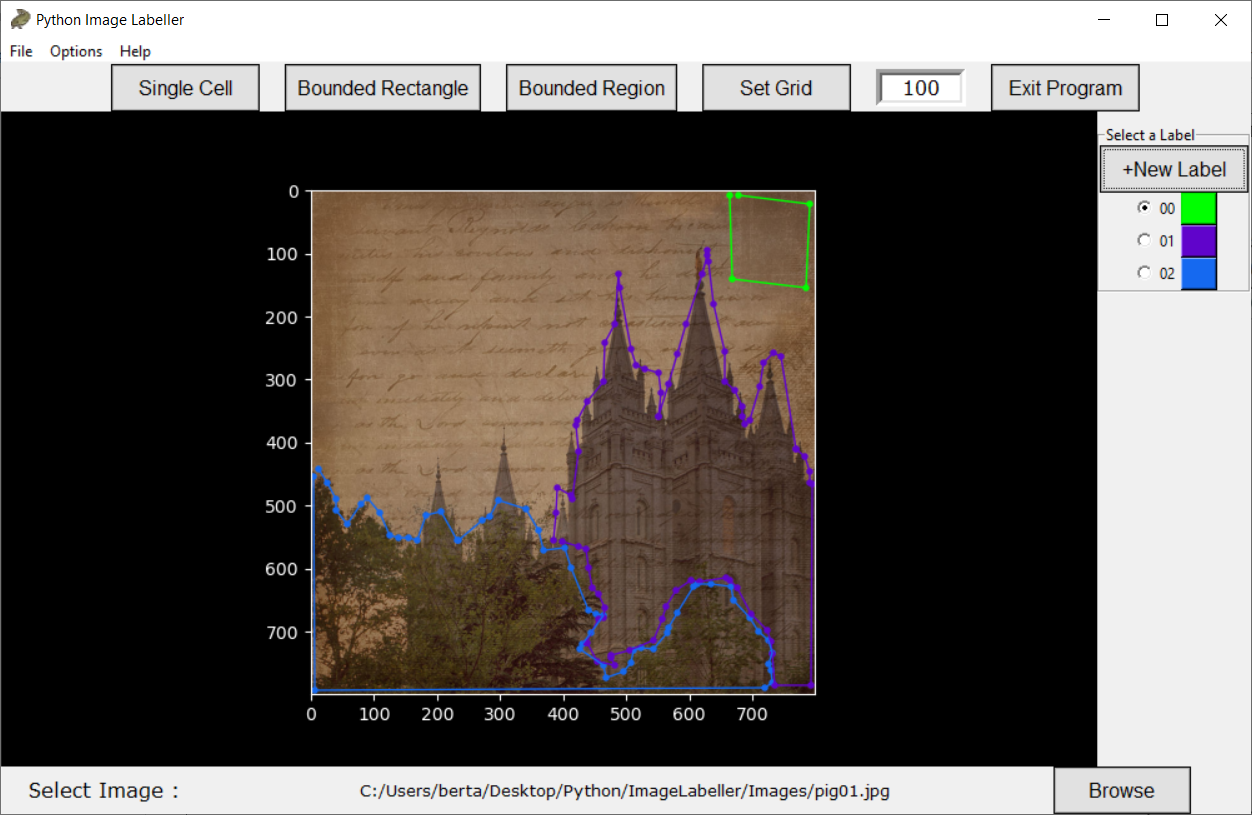 Python Image Labeller
File Options Help
Single Cell Bounded Rectangle Bounded Region Set Grid 100 Exit Program
Select a Label
+New Label
00
01
02
0
100
200
300
400
500
600
700
0 100 200 300 400 500 600 700
Select Image : C:/Users/berta/Desktop/Python/ImageLabeller/Images/pig01.jpg Browse